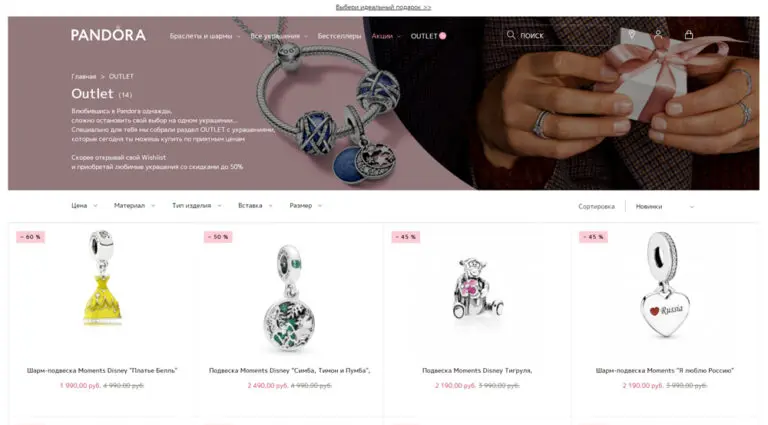 Выбери идеальный подарок >>
PANDÖRA
Браслеты и шармы
Все украшения
Бестселлеры
Акции
OUTLET
ПОИСК
Главная > OUTLET
Outlet (14)
Влюбившись в Pandora однажды,
сложно остановить свой выбор на одном украшении...
Специально для тебя мы собрали раздел OUTLET с украшениями,
которые сегодня ты можешь купить по приятным ценам
Скорее открывай свой Wishlist
и приобретай любимые украшения со скидками до 50%
Цена
Материал
Тип изделия
Вставка
Размер
Сортировка
Новинки
- 60 %
- 50 %
- 45 %
- 45 %
Russia
Шарм-подвеска Moments Disney "Платье Белль"
1 990,00 руб. 4 990,00 руб.
Подвеска Moments Disney "Симба, Тимон и Пумба",
2 490,00 руб. 4 990,00 руб.
Подвеска Moments Disney Тигруля,
2 190,00 руб. 3 990,00 руб.
Шарм-подвеска Moments "Я люблю Россию"
2 190,00 руб. 3 990,00 руб.